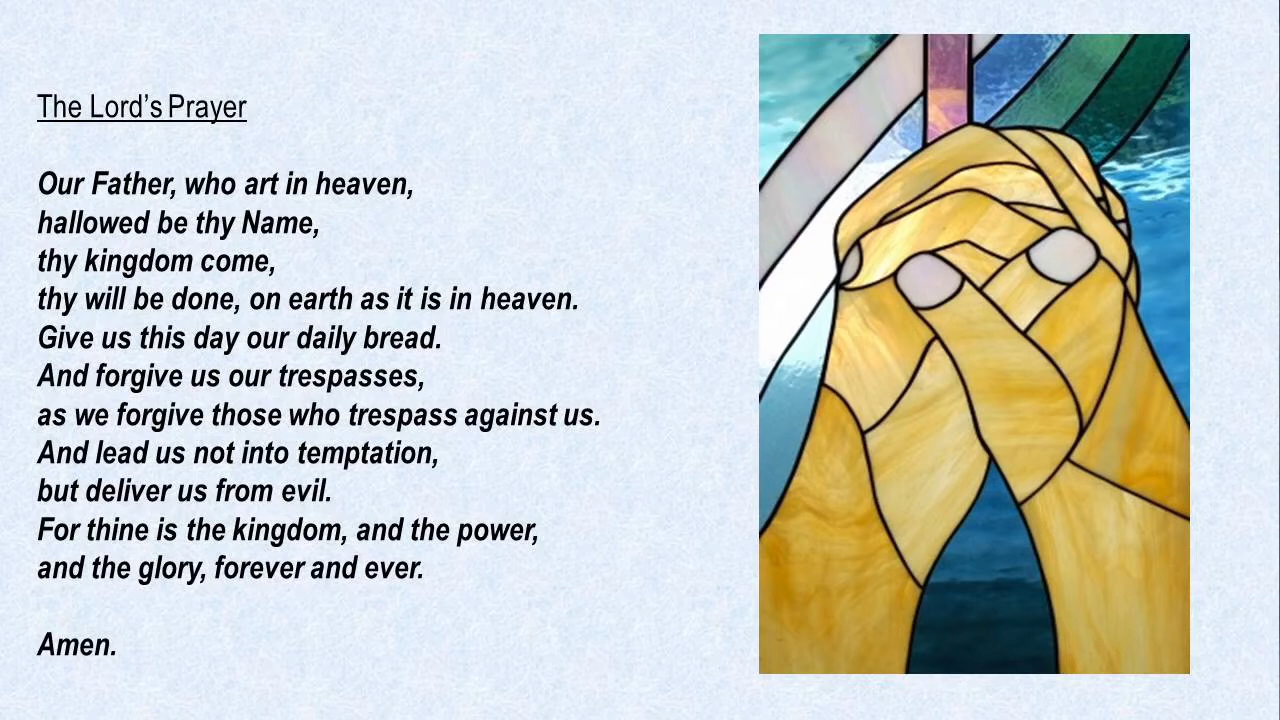 The Lord’s Prayer
Our Father, who art in heaven,
hallowed be thy Name,
thy kingdom come,
thy will be done, on earth as it is in heaven.
Give us this day our daily bread.
And forgive us our trespasses,
as we forgive those who trespass against us.
And lead us not into temptation,
but deliver us from evil.
For thine is the kingdom, and the power,
and the glory, forever and ever.
Amen.